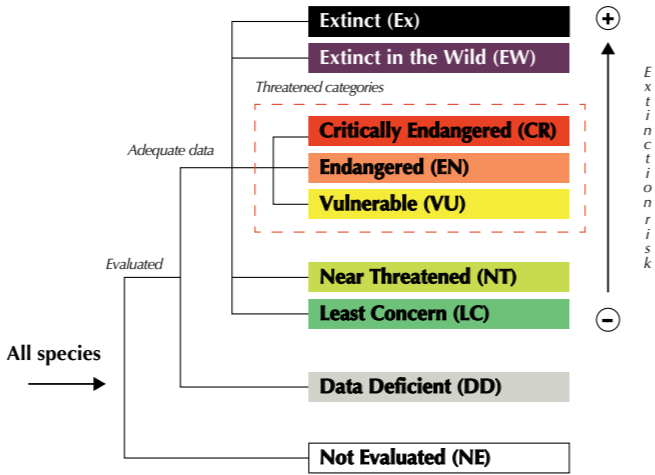 Extinct (Ex)
Extinct in the Wild (EW)
Threatened categories
Critically Endangered (CR)
Adequate data
Endangered (EN)
Vulnerable (VU)
Evaluated
Near Threatened (NT)
Least Concern (LC)
All species
Data Deficient (DD)
Not Evaluated (NE)
+
Extinction risk
−